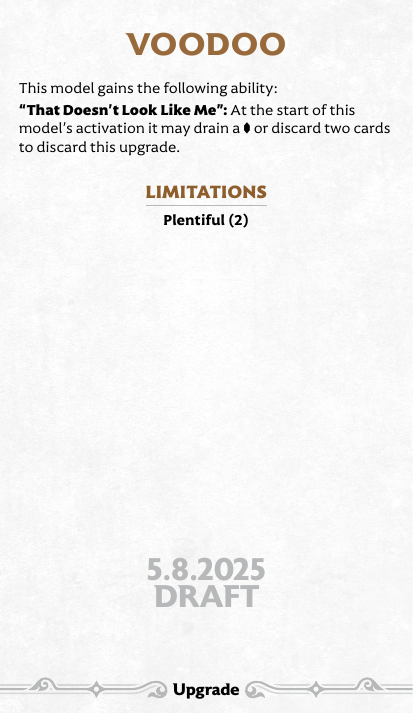 VOODOO
This model gains the following ability:
“That Doesn’t Look Like Me”: At the start of this
model’s activation it may drain a or discard two cards
to discard this upgrade.
LIMITATIONS
Plentiful (2)
5.8.2025
DRAFT
Upgrade